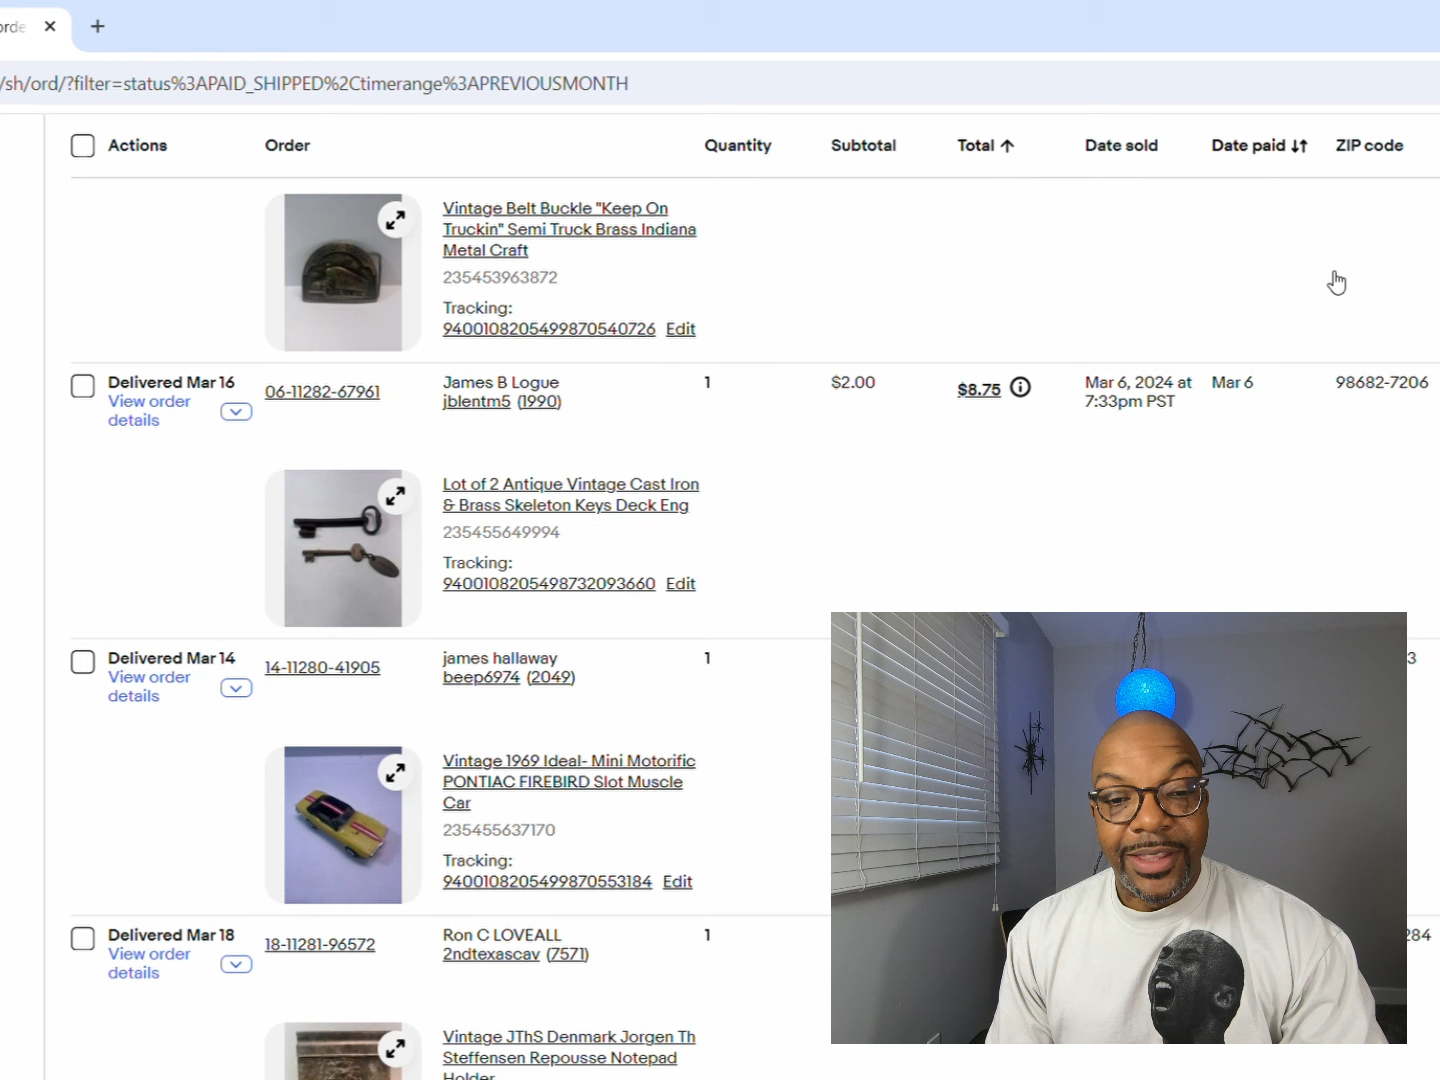 orde
/sh/ord/?filter=status%3APAID_SHIPPED%2Ctimerange%3APREVIOUSMONTH
Actions Order Quantity Subtotal Total Date sold Date paid ZIP code
Vintage Belt Buckle "Keep On
Truckin" Semi Truck Brass Indiana
Metal Craft
235453963872
Tracking:
9400108205499870540726 Edit
Delivered Mar 16 06-11282-67961 James B Logue 1 $2.00 $8.75 Mar 6, 2024 at Mar 6 98682-7206
View order jblentm5 (1990) 7:33pm PST
details
Lot of 2 Antique Vintage Cast Iron
& Brass Skeleton Keys Deck Eng
235455649994
Tracking:
9400108205498732093660 Edit
Delivered Mar 14 14-11280-41905 james hallaway 1 3
View order beep6974 (2049)
details
Vintage 1969 Ideal- Mini Motorific
PONTIAC FIREBIRD Slot Muscle
Car
235455637170
Tracking:
9400108205499870553184 Edit
Delivered Mar 18 18-11281-96572 Ron C LOVEALL 1 284
View order 2ndtexascav (7571)
details
Vintage JThS Denmark Jorgen Th
Steffensen Repousse Notepad
Holder